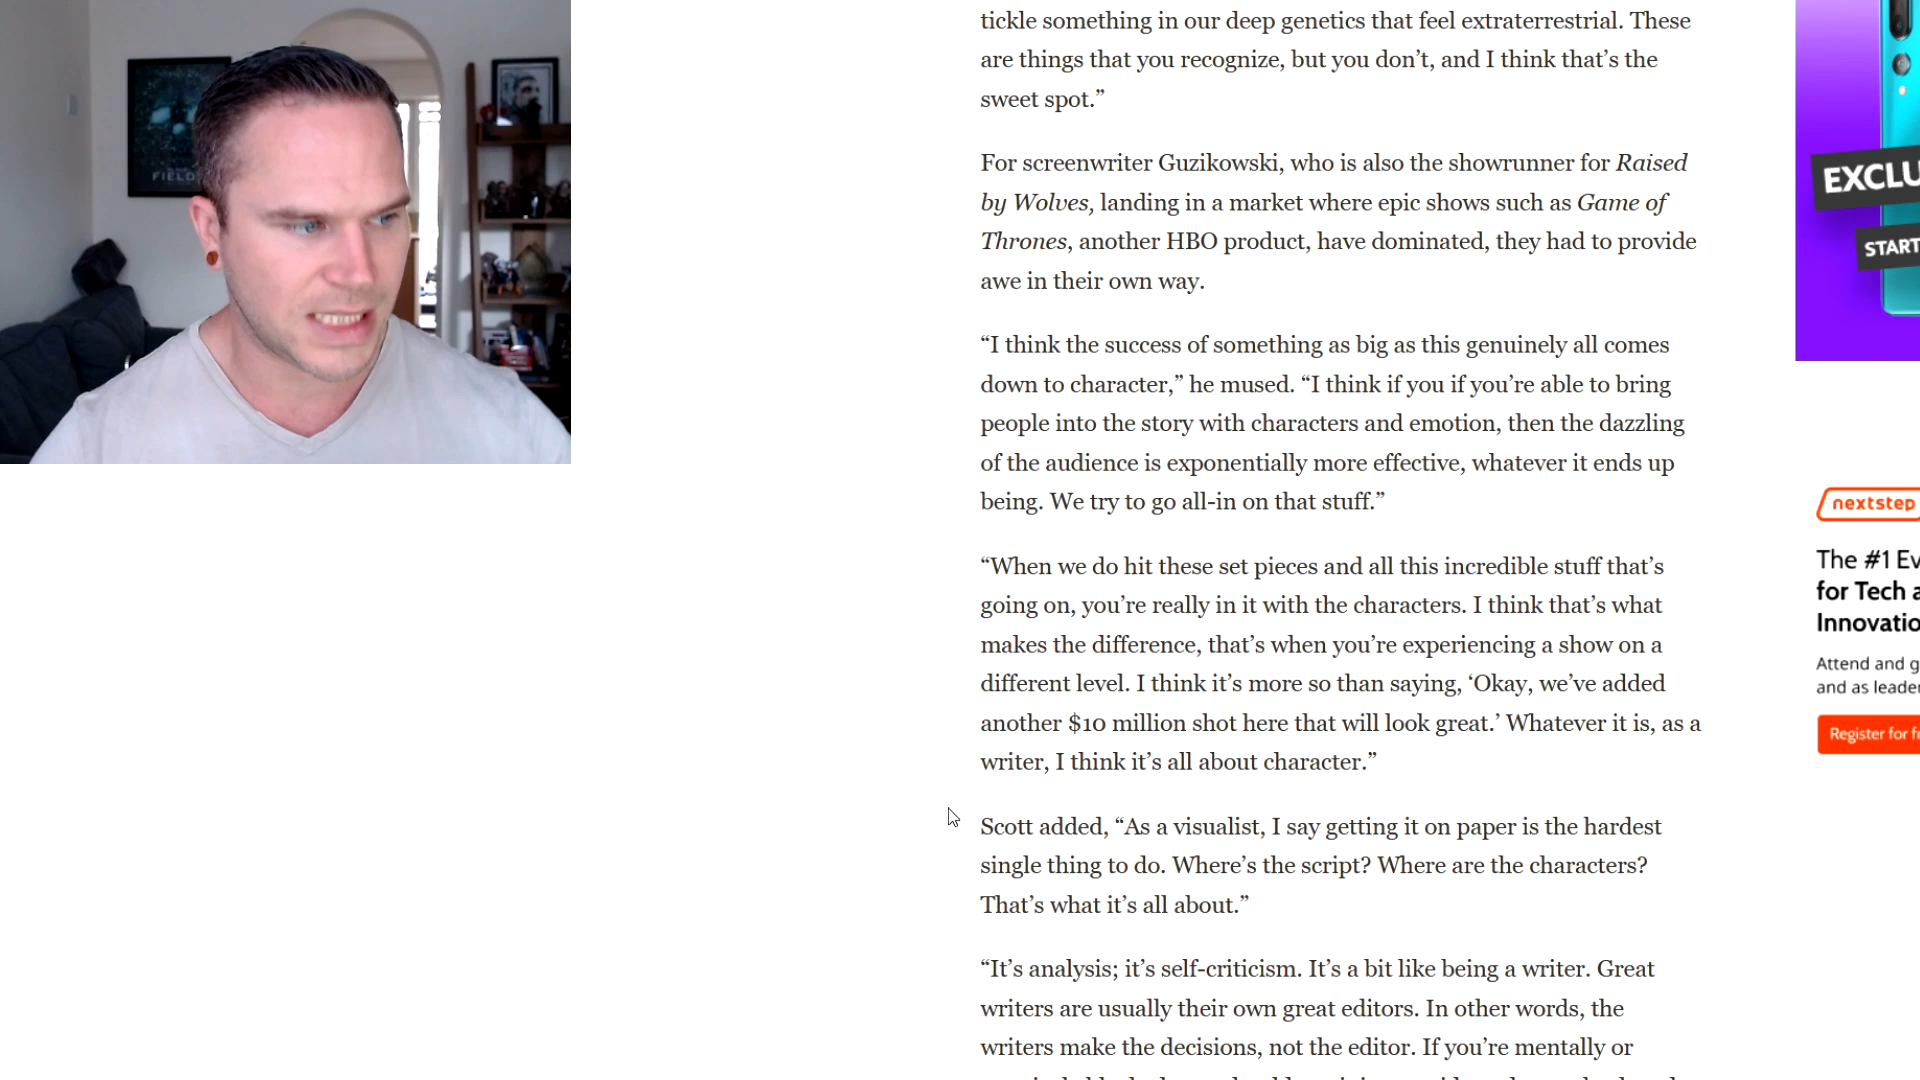 tickle something in our deep genetics that feel extraterrestrial. These
are things that you recognize, but you don’t, and I think that’s the
sweet spot.”
For screenwriter Guzikowski, who is also the showrunner for Raised
by Wolves, landing in a market where epic shows such as Game of
Thrones, another HBO product, have dominated, they had to provide
awe in their own way.
“I think the success of something as big as this genuinely all comes
down to character,” he mused. “I think if you if you’re able to bring
people into the story with characters and emotion, then the dazzling
of the audience is exponentially more effective, whatever it ends up
being. We try to go all-in on that stuff.”
“When we do hit these set pieces and all this incredible stuff that’s
going on, you’re really in it with the characters. I think that’s what
makes the difference, that’s when you’re experiencing a show on a
different level. I think it’s more so than saying, ‘Okay, we’ve added
another $10 million shot here that will look great.’ Whatever it is, as a
writer, I think it’s all about character.”
Scott added, “As a visualist, I say getting it on paper is the hardest
single thing to do. Where’s the script? Where are the characters?
That’s what it’s all about.”
“It’s analysis; it’s self-criticism. It’s a bit like being a writer. Great
writers are usually their own great editors. In other words, the
writers make the decisions, not the editor. If you’re mentally or
FIELD
EXCLU
START
nextstep
The #1 Ev
for Tech a
Innovatio
Attend and g
and as leade
Register for f